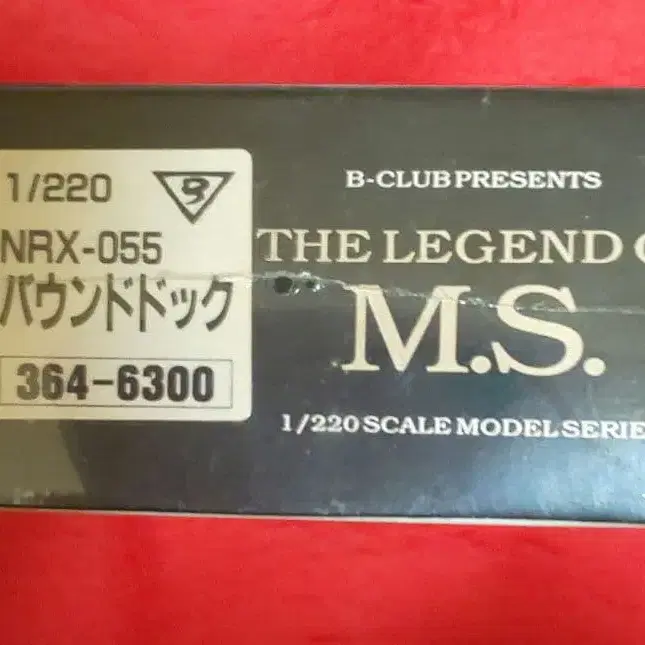 1/220 B
NRX-055
バウンドドック
364-6300
B-CLUB PRESENTS
THE LEGEND O
M.S.
1/220 SCALE MODEL SERIE